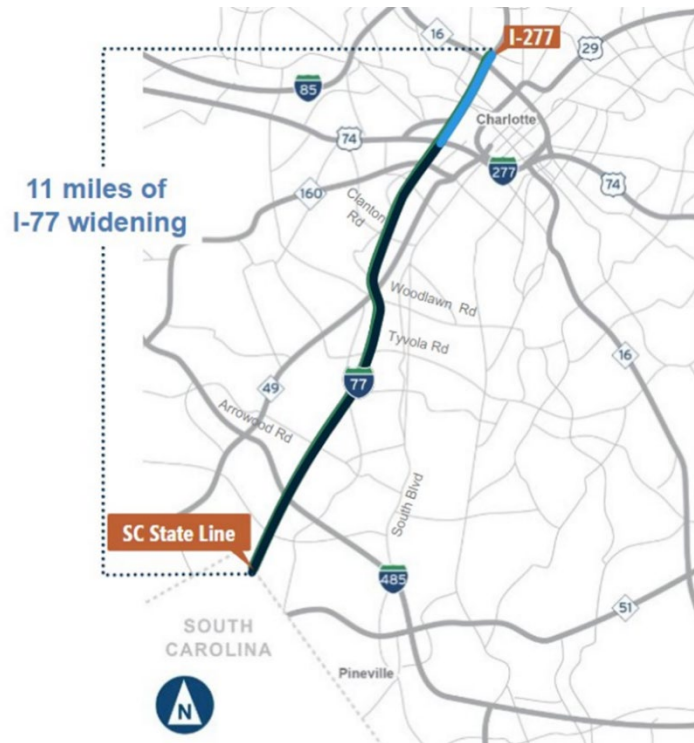 16
I-277
29
85
Charlotte
74
277
74
160
11 miles of
I-77 widening
Clanton
Rd
Woodlawn Rd
Tyvola Rd
16
77
49
Arrowood Rd
South Blvd
SC State Line
485
51
SOUTH
CAROLINA
Pineville
N